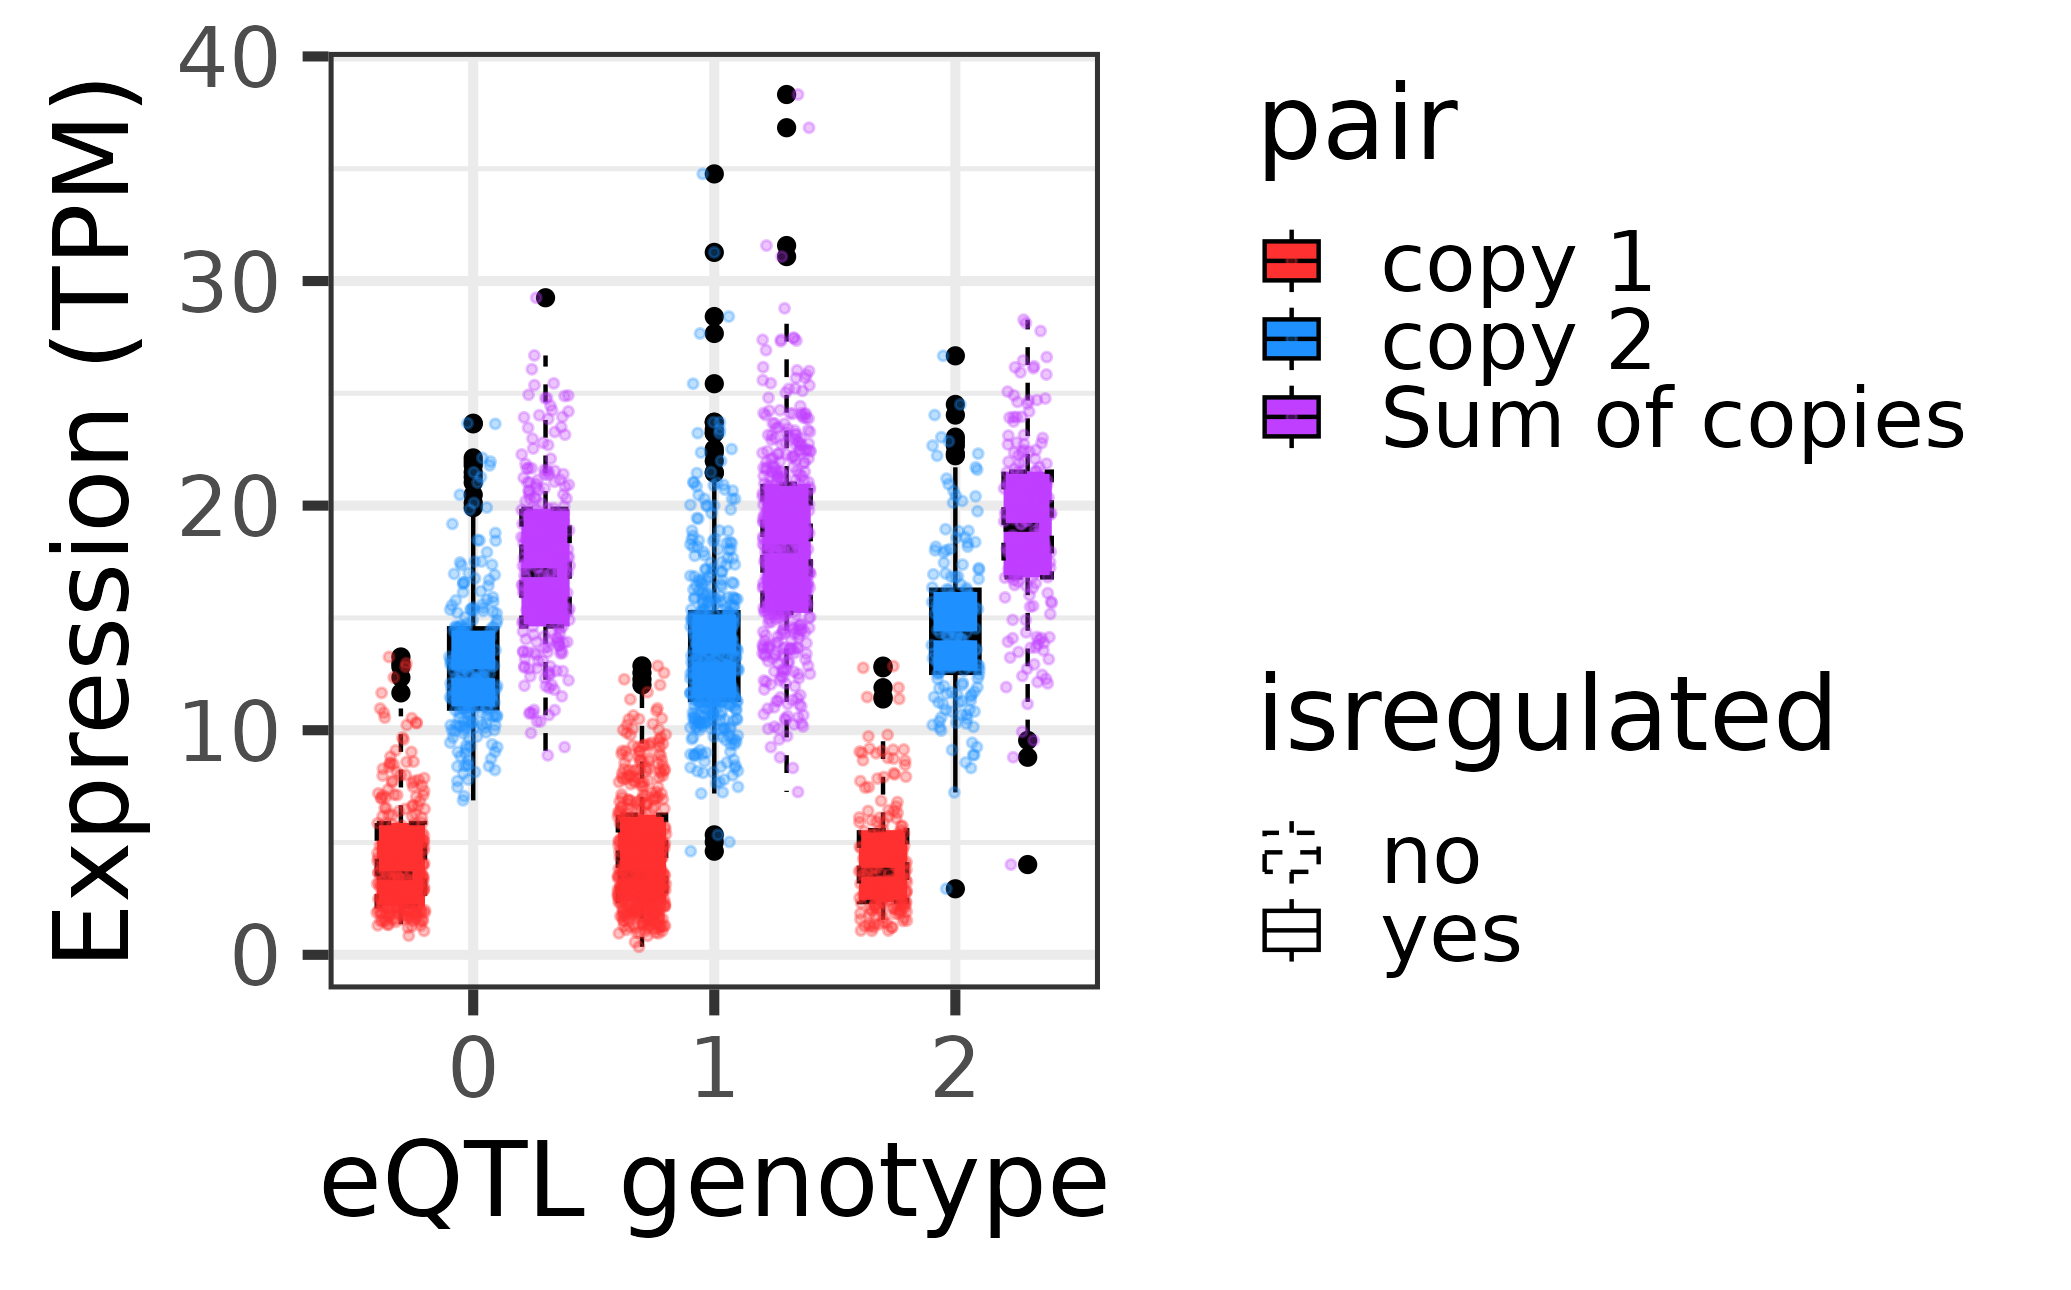 Expression (TPM)
40
30
20
10
0
0 1 2
eQTL genotype
pair
copy 1
copy 2
Sum of copies
isregulated
no
yes